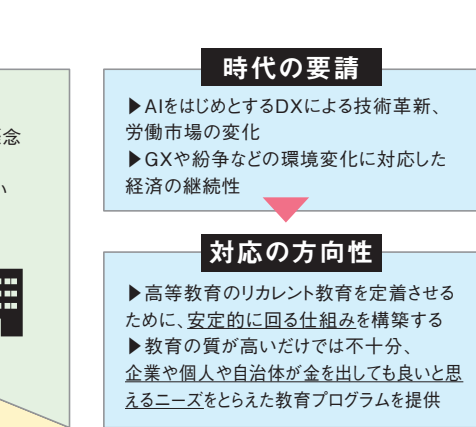 念
い
時代の要請
▶AIをはじめとするDXによる技術革新、
労働市場の変化
▶GXや紛争などの環境変化に対応した
経済の継続性
対応の方向性
▶高等教育のリカレント教育を定着させる
ために、安定的に回る仕組みを構築する
▶教育の質が高いだけでは不十分、
企業や個人や自治体が金を出しても良いと思
えるニーズをとらえた教育プログラムを提供